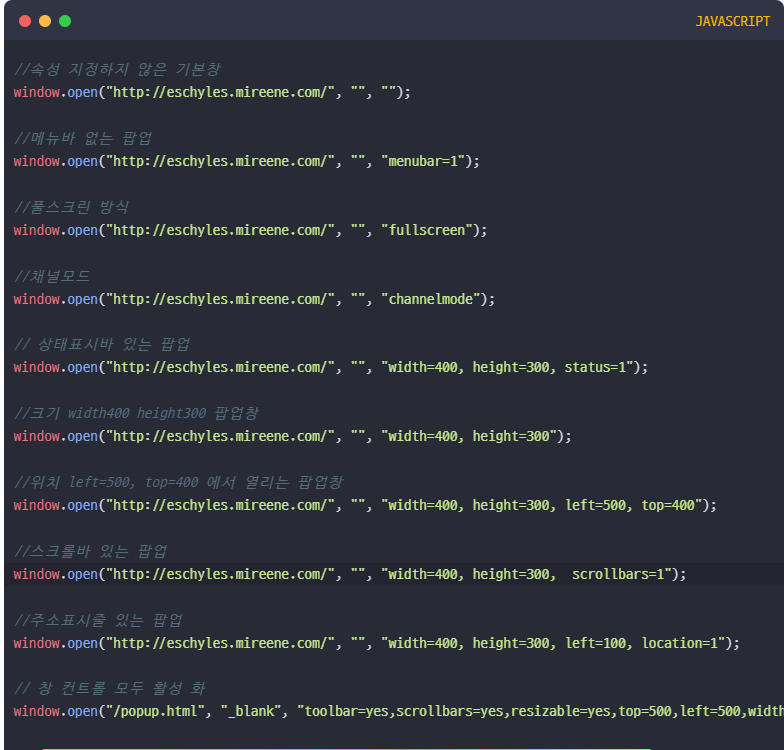 JAVASCRIPT
//속성 지정하지 않은 기본창
window.open("http://eschyles.mireene.com/", "", "");
//메뉴바 없는 팝업
window.open("http://eschyles.mireene.com/", "", "menubar=1");
//풀스크린 방식
window.open("http://eschyles.mireene.com/", "", "fullscreen");
//채널모드
window.open("http://eschyles.mireene.com/", "", "channelmode");
// 상태표시바 있는 팝업
window.open("http://eschyles.mireene.com/", "", "width=400, height=300, status=1");
//크기 width400 height300 팝업창
window.open("http://eschyles.mireene.com/", "", "width=400, height=300");
//위치 left=500, top=400 에서 열리는 팝업창
window.open("http://eschyles.mireene.com/", "", "width=400, height=300, left=500, top=400");
//스크롤바 있는 팝업
window.open("http://eschyles.mireene.com/", "", "width=400, height=300,  scrollbars=1");
//주소표시줄 있는 팝업
window.open("http://eschyles.mireene.com/", "", "width=400, height=300, left=100, location=1");
// 창 컨트롤 모두 활성 화
window.open("/popup.html", "_blank", "toolbar=yes,scrollbars=yes,resizable=yes,top=500,left=500,width